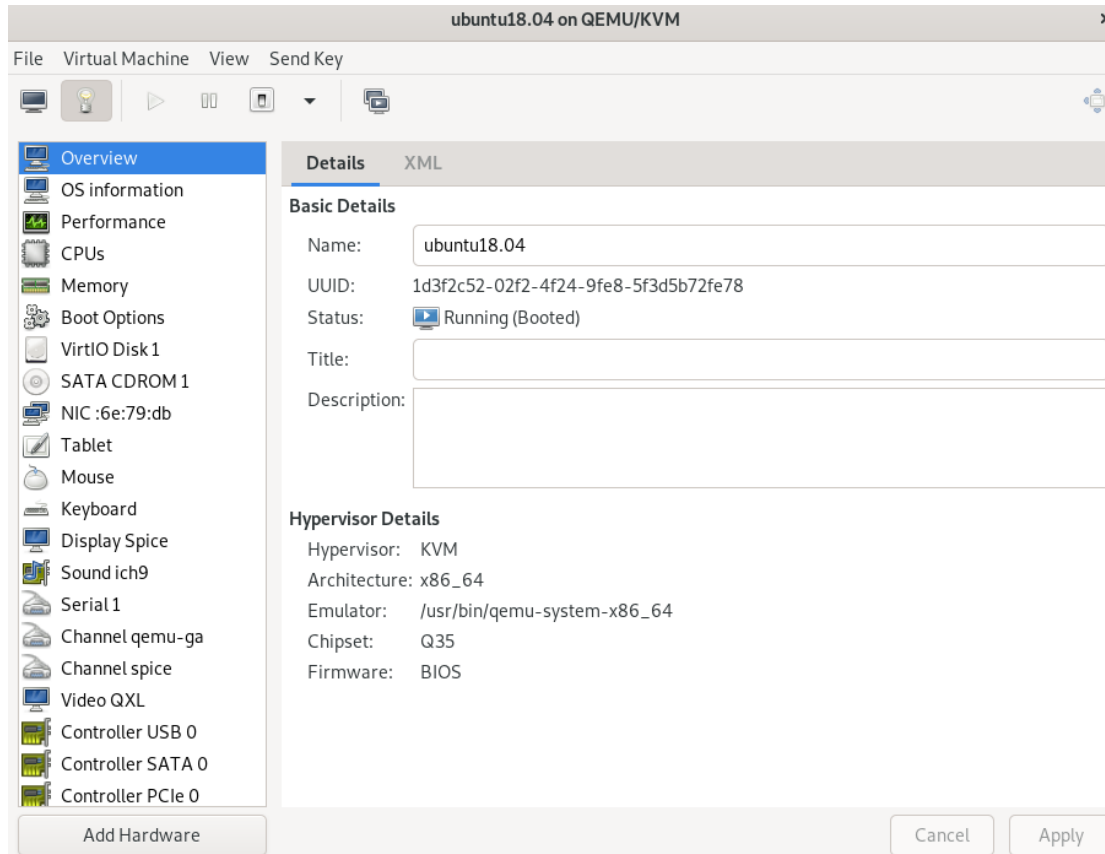 ubuntu18.04 on QEMU/KVM
File Virtual Machine View Send Key
Overview
OS information
Performance
CPUs
Memory
Boot Options
VirtIO Disk 1
SATA CDROM 1
NIC :6e:79:db
Tablet
Mouse
Keyboard
Display Spice
Sound ich9
Serial 1
Channel qemu-ga
Channel spice
Video QXL
Controller USB 0
Controller SATA 0
Controller PCIe 0
Add Hardware
Details XML
Basic Details
Name: ubuntu18.04
UUID: 1d3f2c52-02f2-4f24-9fe8-5f3d5b72fe78
Status: Running (Booted)
Title:
Description:
Hypervisor Details
Hypervisor: KVM
Architecture: x86_64
Emulator: /usr/bin/qemu-system-x86_64
Chipset: Q35
Firmware: BIOS
Cancel Apply